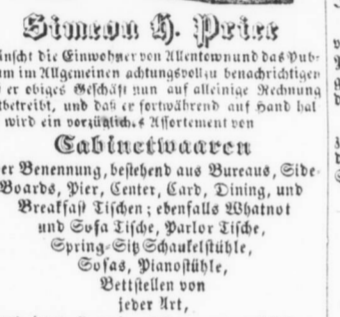 Simeon H. Price
wünscht die Einwohner von Allentown und das Pub-
um im Allgemeinen achtungsvoll zu benachrichtigen
er obiges Geschäft nun auf alleinige Rechnung
betreibt, und daß er fortwährend auf Hand hal
wird ein vorzügliches Assortement von
Cabinetwaaren
er Benennung, bestehend aus Bureaus, Side-
Boards, Pier, Center, Card, Dining, und
Breakfast Tischen; ebenfalls Whatnot
und Sofa Tische, Parlor Tische,
Spring-Sitz Schaukelstühle,
Sofas, Pianostühle,
Bettstellen von
jeder Art,